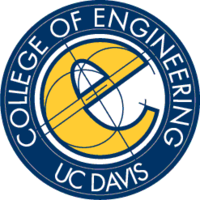 COLLEGE OF ENGINEERING
UC DAVIS